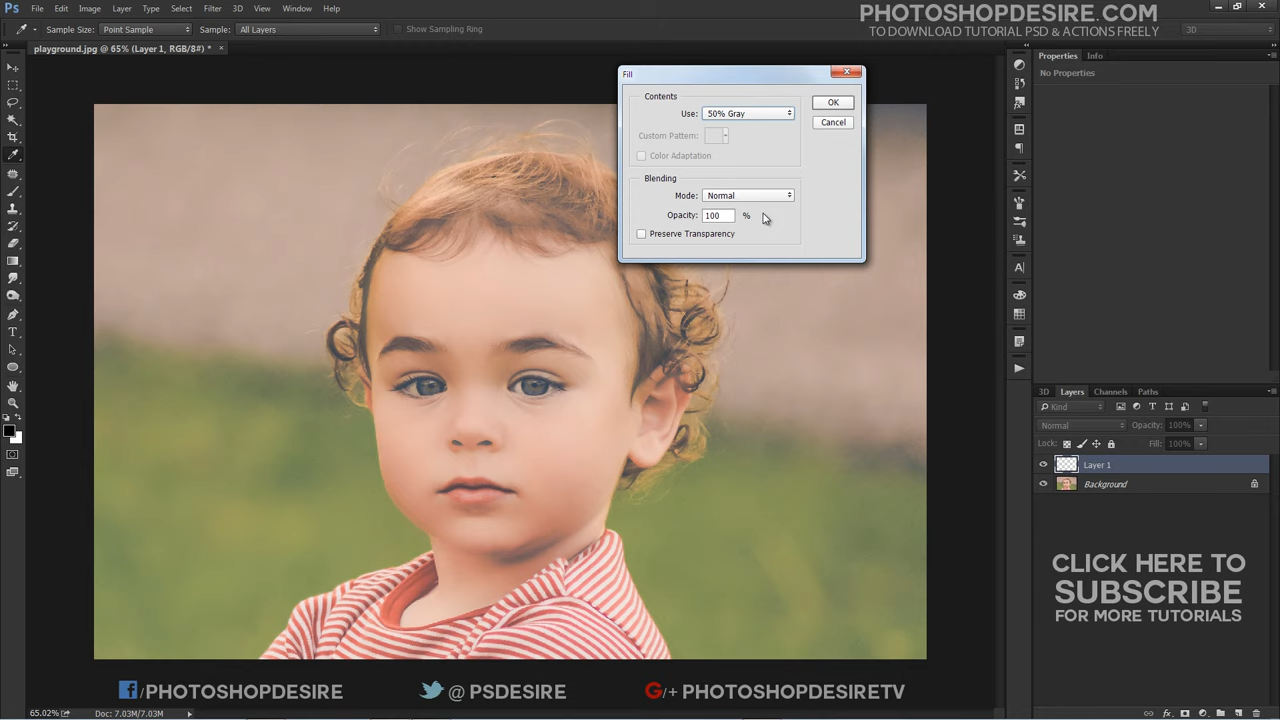 PHOTOSHOPDESIRE.COM
TO DOWNLOAD TUTORIAL PSD & ACTIONS FREELY
Ps File Edit Image Layer Type Select Filter 3D View Window Help
Sample Size: Point Sample Sample: All Layers Show Sampling Ring 3D
playground.jpg @ 65% (Layer 1, RGB/8#) * ×
Properties Info
No Properties
Fill
Contents
Use: 50% Gray
OK
Cancel
Custom Pattern:
Color Adaptation
Blending
Mode: Normal
Opacity: 100 %
Preserve Transparency
3D Layers Channels Paths
Kind
Normal Opacity: 100%
Lock: Fill: 100%
Layer 1
Background
CLICK HERE TO
SUBSCRIBE
FOR MORE TUTORIALS
f/PHOTOSHOPDESIRE
@ PSDESIRE
G/+ PHOTOSHOPDESIRETV
65.02% Doc: 7.03M/7.03M